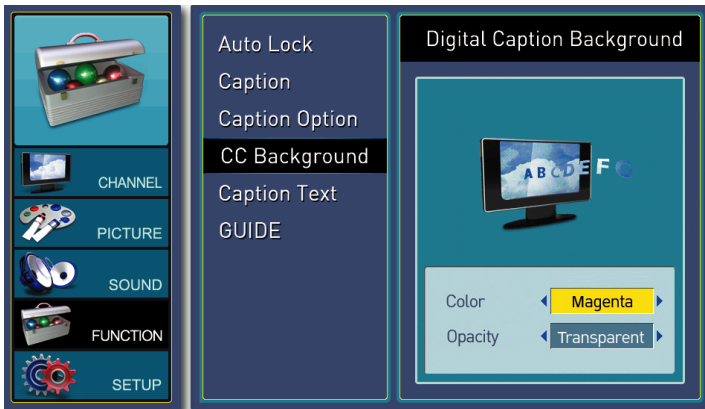 CHANNEL
PICTURE
SOUND
FUNCTION
SETUP
Auto Lock
Caption
Caption Option
CC Background
Caption Text
GUIDE
Digital Caption Background
A B C D E F G
Color Magenta
Opacity Transparent